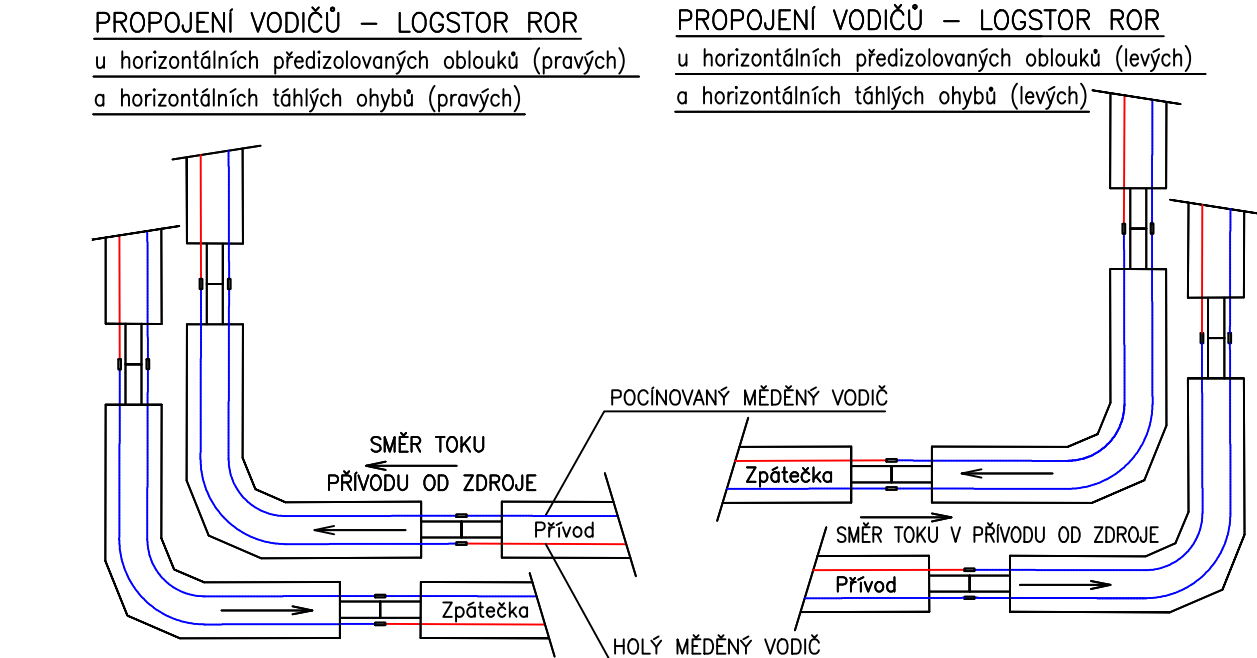 PROPOJENÍ VODIČŮ – LOGSTOR ROR
u horizontálních předizolovaných oblouků (pravých)
a horizontálních táhlých ohybů (pravých)
PROPOJENÍ VODIČŮ – LOGSTOR ROR
u horizontálních předizolovaných oblouků (levých)
a horizontálních táhlých ohybů (levých)
POCÍNOVANÝ MĚDĚNÝ VODIČ
SMĚR TOKU
PŘÍVODU OD ZDROJE
Přívod
Zpátečka
HOLÝ MĚDĚNÝ VODIČ
Zpátečka
SMĚR TOKU V PŘÍVODU OD ZDROJE
Přívod